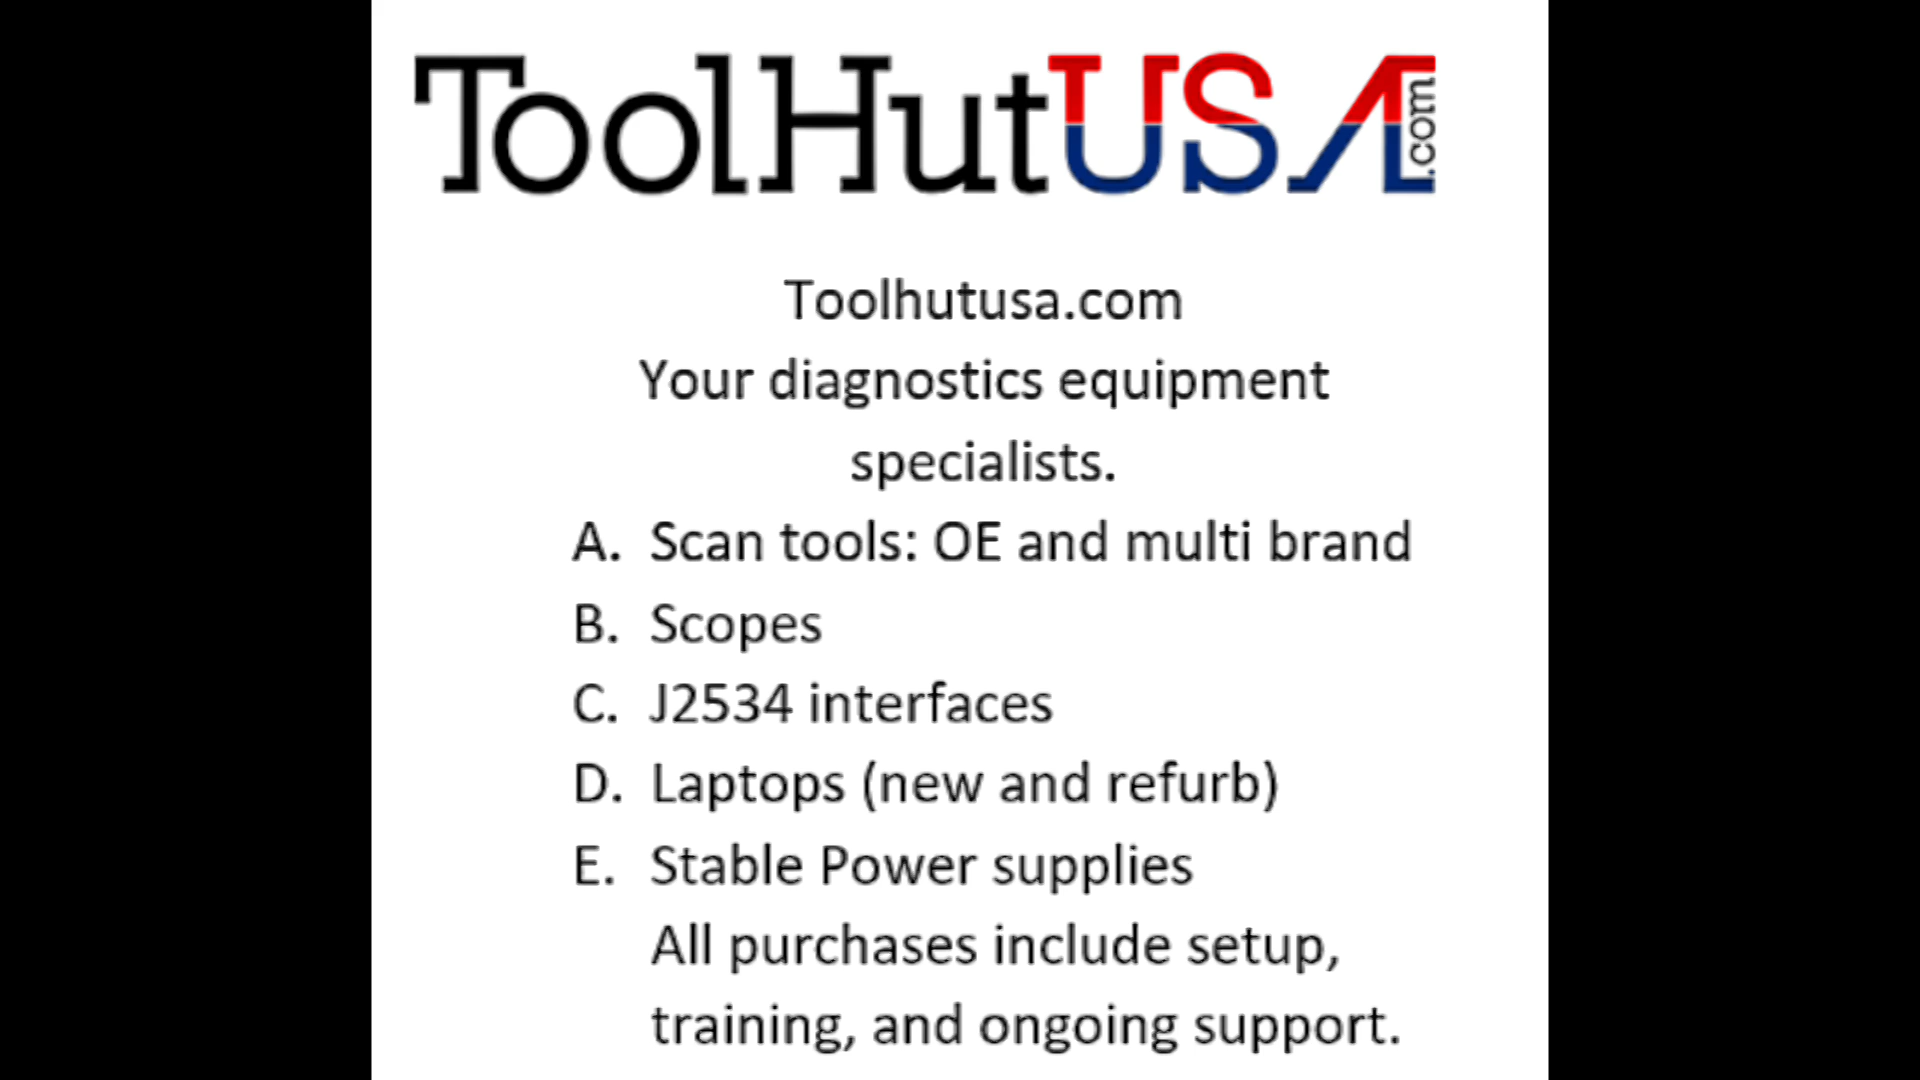 ToolHutUSA.com
Toolhutusa.com
Your diagnostics equipment
specialists.
A. Scan tools: OE and multi brand
B. Scopes
C. J2534 interfaces
D. Laptops (new and refurb)
E. Stable Power supplies
All purchases include setup,
training, and ongoing support.